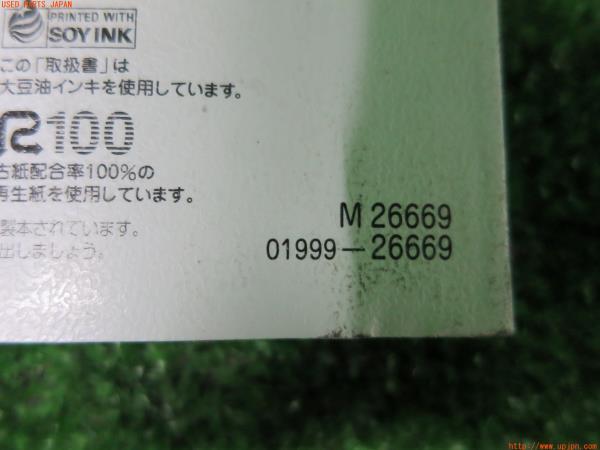 USED PARTS JAPAN
PRINTED WITH
SOY INK
この「取扱書」は
大豆油インキを使用しています。
R100
古紙配合率100%の
再生紙を使用しています。
製本されています。
出しましょう。
M 26669
01999-26669
http://www.upjpn.com/